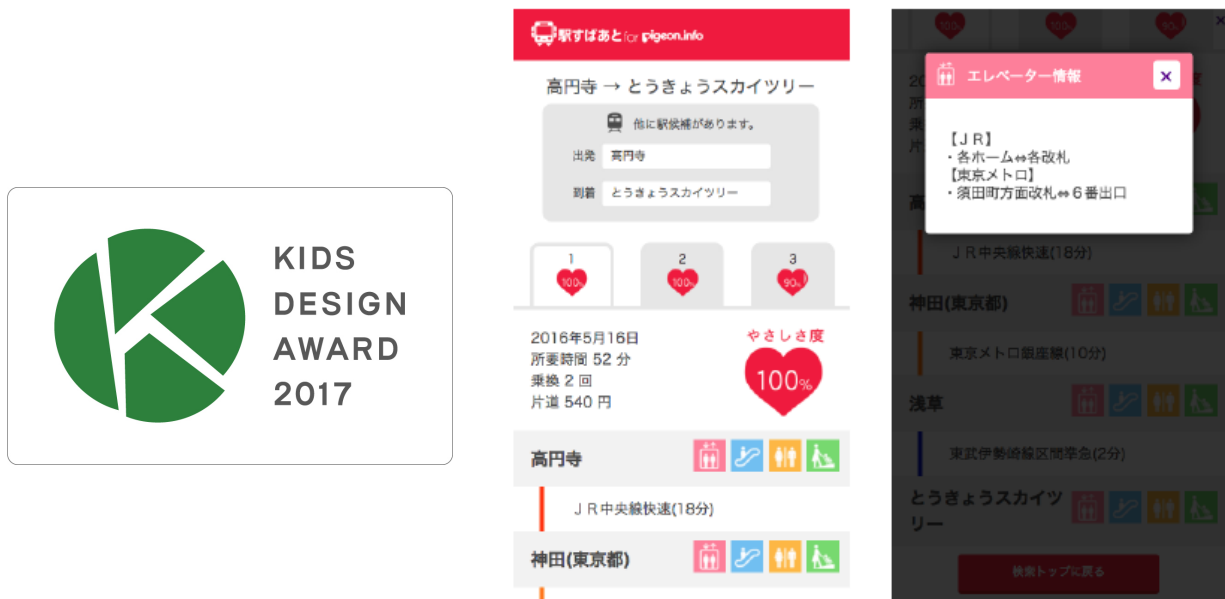 KIDS
DESIGN
AWARD
2017
駅すぱあと for pigeon.info
高円寺 → とうきょうスカイツリー
他に駅候補があります。
出発 高円寺
到着 とうきょうスカイツリー
1 2 3
100% 100% 90%
2016年5月16日
所要時間 52 分
乗換 2 回
片道 540 円
やさしさ度
100%
高円寺
ＪＲ中央線快速(18分)
神田(東京都)
100% 100% 90%
×
エレベーター情報
×
【ＪＲ】
・各ホーム⇔各改札
【東京メトロ】
・須田町方面改札⇔６番出口
20
所
乗
片
度
高
ＪＲ中央線快速(18分)
神田(東京都)
東京メトロ銀座線(10分)
浅草
東武伊勢崎線区間準急(2分)
とうきょうスカイツ
リー
検索トップに戻る